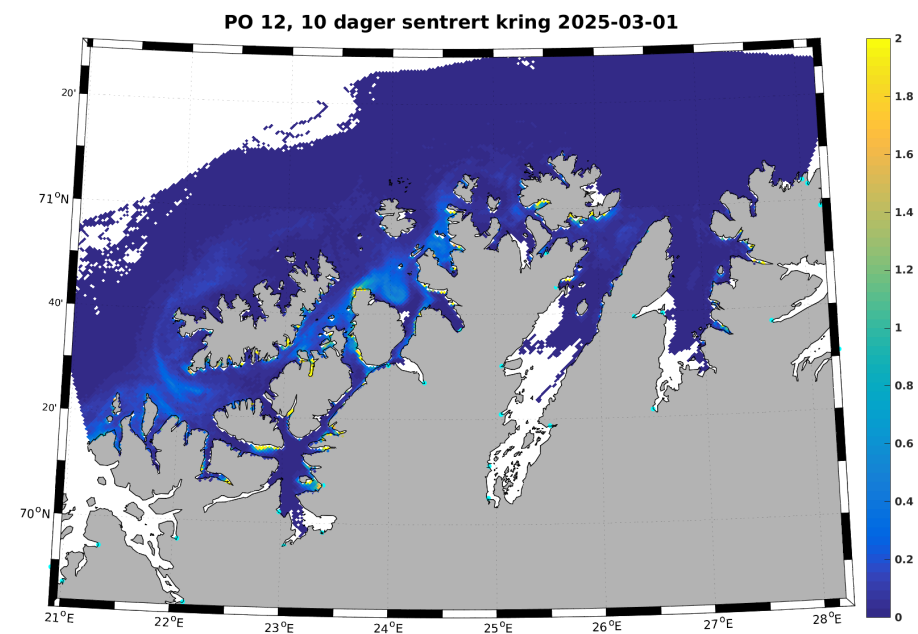 PO 12, 10 dager sentrert kring 2025-03-01
2
1.8
1.6
1.4
1.2
1
0.8
0.6
0.4
0.2
0
20'
71°N
40'
20'
70°N
21°E
22°E
23°E
24°E
25°E
26°E
27°E
28°E